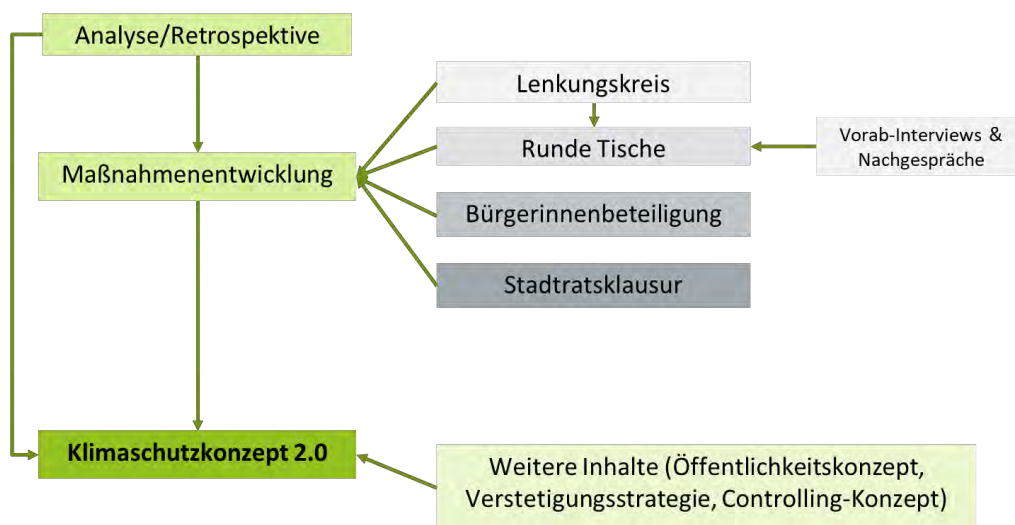 Analyse/Retrospektive
Lenkungskreis
Runde Tische
Vorab-Interviews &
Nachgespräche
Maßnahmenentwicklung
Bürgerinnenbeteiligung
Stadtratsklausur
Klimaschutzkonzept 2.0
Weitere Inhalte (Öffentlichkeitskonzept,
Verstetigungsstrategie, Controlling-Konzept)